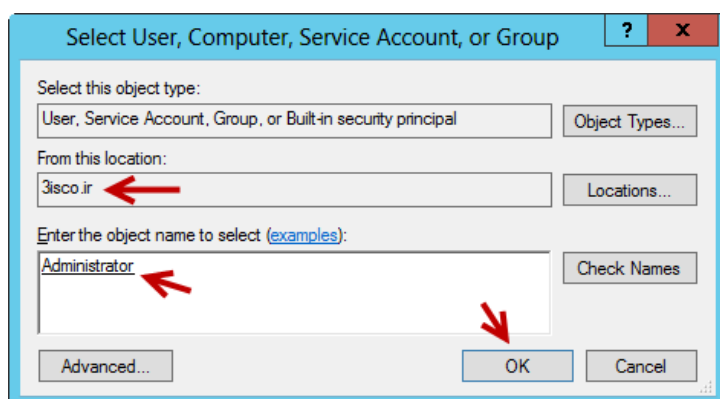 Select User, Computer, Service Account, or Group
?
x
Select this object type:
User, Service Account, Group, or Built-in security principal
Object Types...
From this location:
3isco.ir
Locations...
Enter the object name to select (examples):
Administrator
Check Names
Advanced...
OK
Cancel